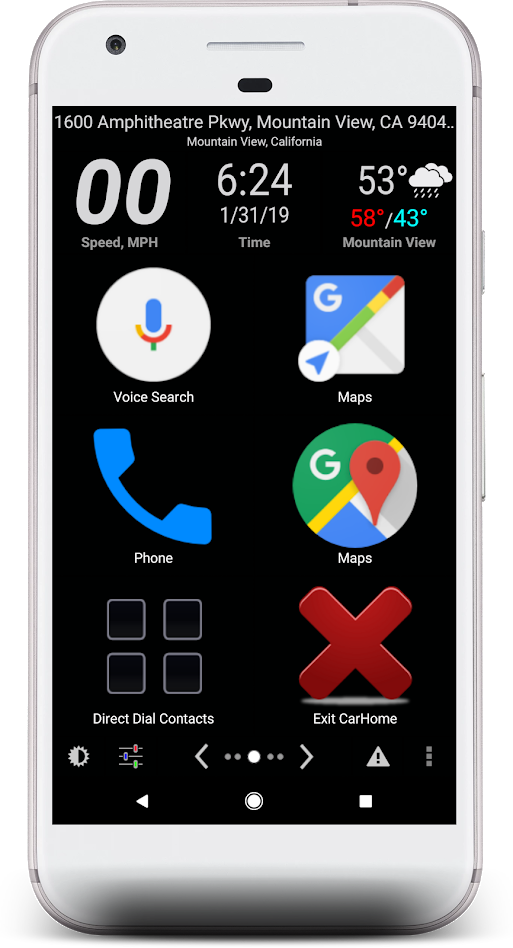 1600 Amphitheatre Pkwy, Mountain View, CA 9404..
Mountain View, California
00 6:24 53°
1/31/19 58°/43°
Speed, MPH Time Mountain View
G
Voice Search Maps
G
Phone Maps
Direct Dial Contacts Exit CarHome